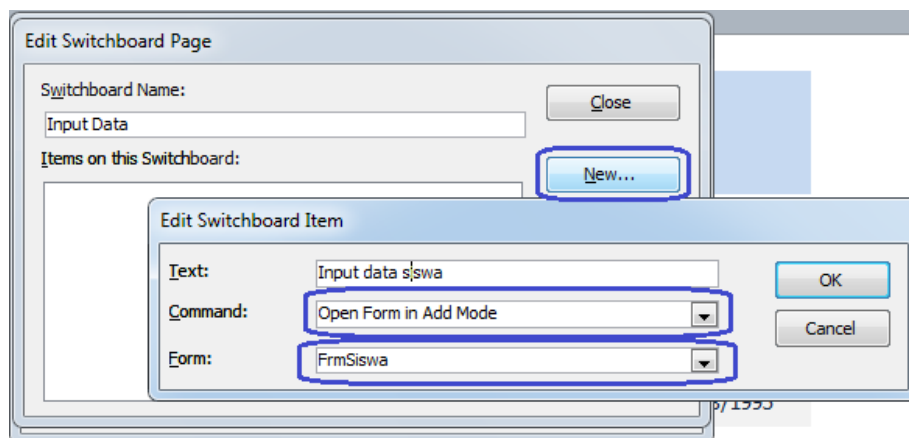 Edit Switchboard Page
Switchboard Name:
Close
Input Data
Items on this Switchboard:
New...
Edit Switchboard Item
Text:
Input data siswa
OK
Command:
Open Form in Add Mode
Cancel
Form:
FrmSiswa
/1995